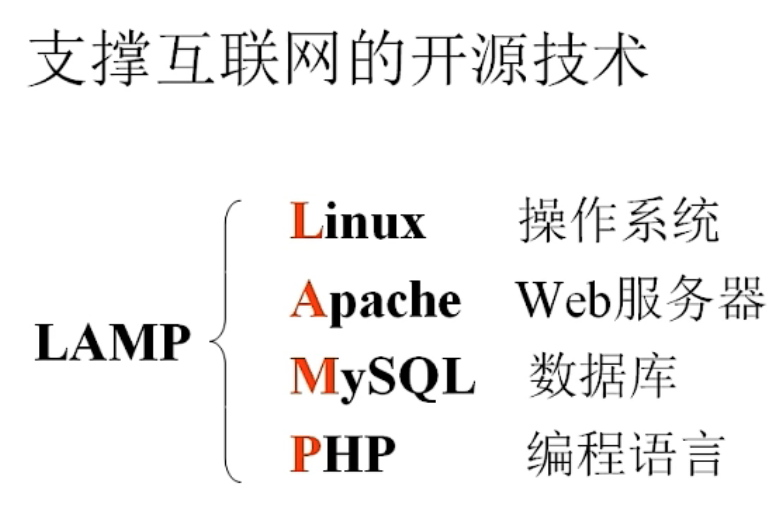 支撑互联网的开源技术
LAMP
Linux 操作系统
Apache Web服务器
MySQL 数据库
PHP 编程语言